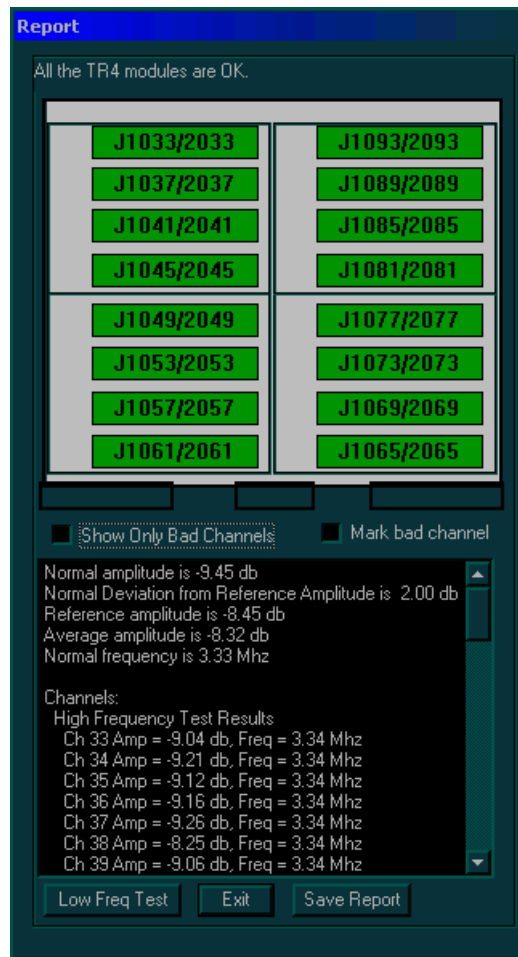 Report
All the TR4 modules are OK.
J1033/2033 J1093/2093
J1037/2037 J1089/2089
J1041/2041 J1085/2085
J1045/2045 J1081/2081
J1049/2049 J1077/2077
J1053/2053 J1073/2073
J1057/2057 J1069/2069
J1061/2061 J1065/2065
Show Only Bad Channels Mark bad channel
Normal amplitude is -9.45 db
Normal Deviation from Reference Amplitude is 2.00 db
Reference amplitude is -8.45 db
Average amplitude is -8.32 db
Normal frequency is 3.33 Mhz
Channels:
High Frequency Test Results
Ch 33 Amp = -9.04 db, Freq = 3.34 Mhz
Ch 34 Amp = -9.21 db, Freq = 3.34 Mhz
Ch 35 Amp = -9.12 db, Freq = 3.34 Mhz
Ch 36 Amp = -9.16 db, Freq = 3.34 Mhz
Ch 37 Amp = -9.26 db, Freq = 3.34 Mhz
Ch 38 Amp = -8.25 db, Freq = 3.34 Mhz
Ch 39 Amp = -9.06 db, Freq = 3.34 Mhz
Low Freq Test Exit Save Report